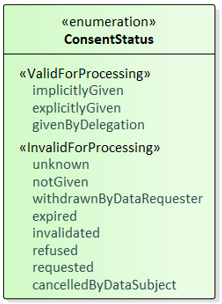 «enumeration»
ConsentStatus
«ValidForProcessing»
implicitlyGiven
explicitlyGiven
givenByDelegation
«InvalidForProcessing»
unknown
notGiven
withdrawnByDataRequester
expired
invalidated
refused
requested
cancelledByDataSubject